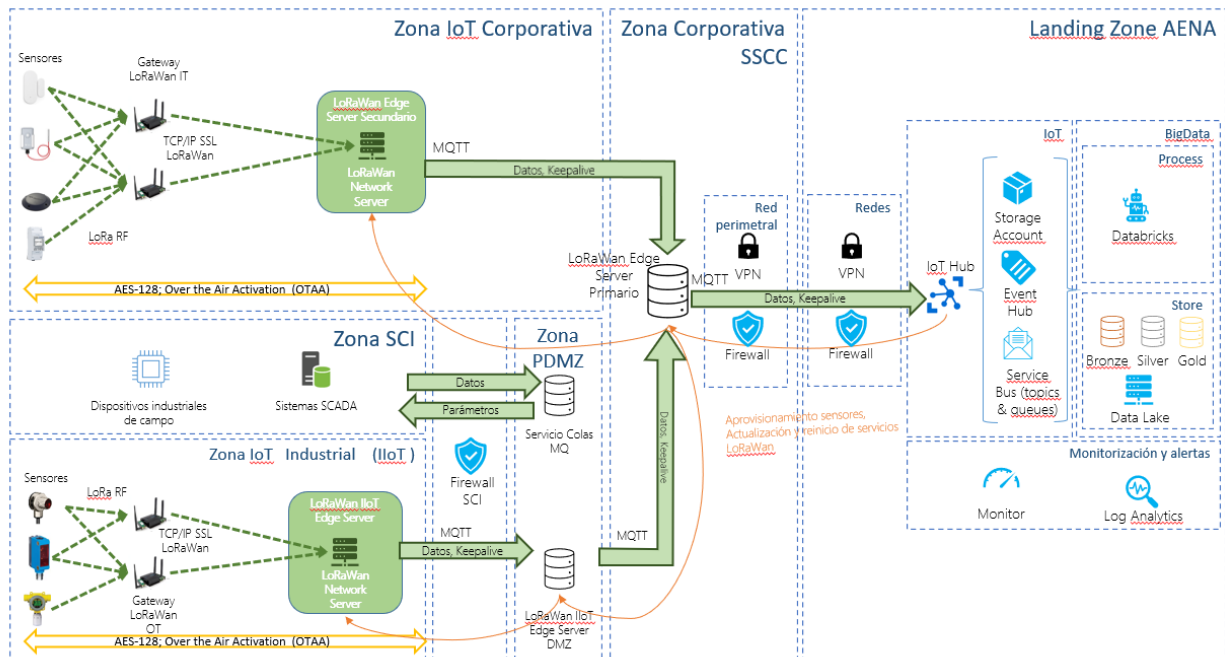 Zona IoT Corporativa
Sensores
Gateway
LoRaWan IT
TCP/IP SSL
LoRaWan
LoRa RF
LoRaWan Edge
Server Secundario
LoRaWan
Network
Server
MQTT
Datos, Keepalive
AES-128; Over the Air Activation (OTAA)
Zona Corporativa
SSCC
LoRaWan Edge
Server
Primario
MQTT
Datos, Keepalive
Red
perimetral
VPN
Firewall
Landing Zone AENA
Redes
VPN
Firewall
IoT Hub
IoT
Storage
Account
Event
Hub
Service
Bus (topics
& queues)
BigData
Process
Databricks
Store
Bronze
Silver
Gold
Data Lake
Monitorización y alertas
Monitor
Log Analytics
Zona SCI
Dispositivos industriales
de campo
Sistemas SCADA
Datos
Parámetros
Zona
PDMZ
Servicio Colas
MQ
Firewall
SCI
Aprovisionamiento sensores,
Actualización y reinicio de servicios
LoRaWan
Datos, Keepalive
Zona IoT Industrial (IIoT)
Sensores
LoRa RF
TCP/IP SSL
LoRaWan
Gateway
LoRaWan
OT
LoRaWan IIoT
Edge Server
LoRaWan
Network
Server
MQTT
Datos, Keepalive
LoRaWan IIoT
Edge Server
DMZ
MQTT
AES-128; Over the Air Activation (OTAA)